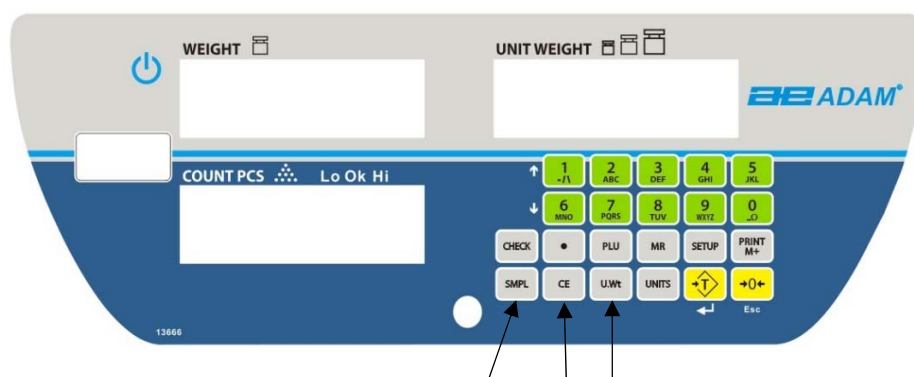 WEIGHT
UNIT WEIGHT
ADAM®
COUNT PCS Lo Ok Hi
1 2 3 4 5
-/\ ABC DEF GHI JKL
6 7 8 9 0
MNO PQRS TUV WXYZ
CHECK • PLU MR SETUP PRINT
M+
SMPL CE U.Wt UNITS →T →0←
Esc
13666